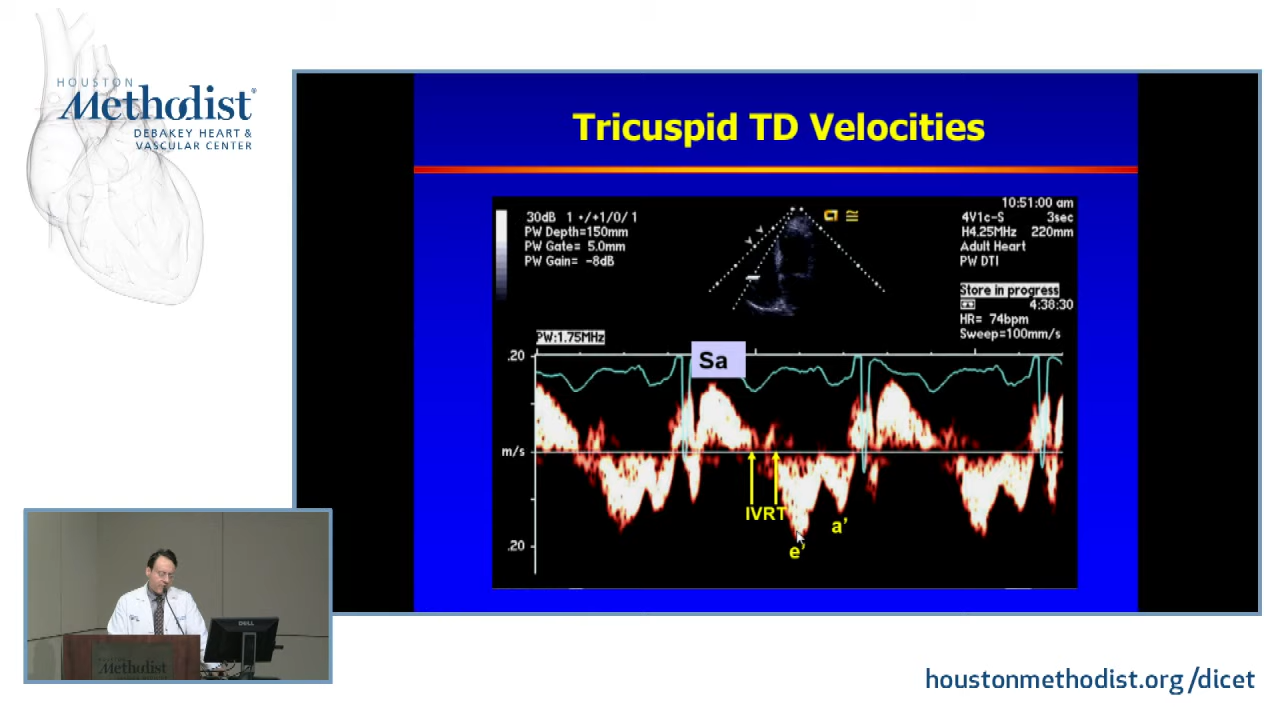 HOUSTON
Methodist®
DEBAKEY HEART &
VASCULAR CENTER
Tricuspid TD Velocities
30dB 1 +/+1/0/ 1
PW Depth=150mm
PW Gate= 5.0mm
PW Gain= -8dB
10:51:00 am
4V1c-S 3sec
H4.25MHz 220mm
Adult Heart
PW DTI
Store in progress
4:38:30
HR= 74bpm
Sweep=100mm/s
PW:1.75MHz
.20
Sa
m/s
IVRT
a’
.20
e’
DELL
HOUSTON
Methodist
houstonmethodist.org/dicet